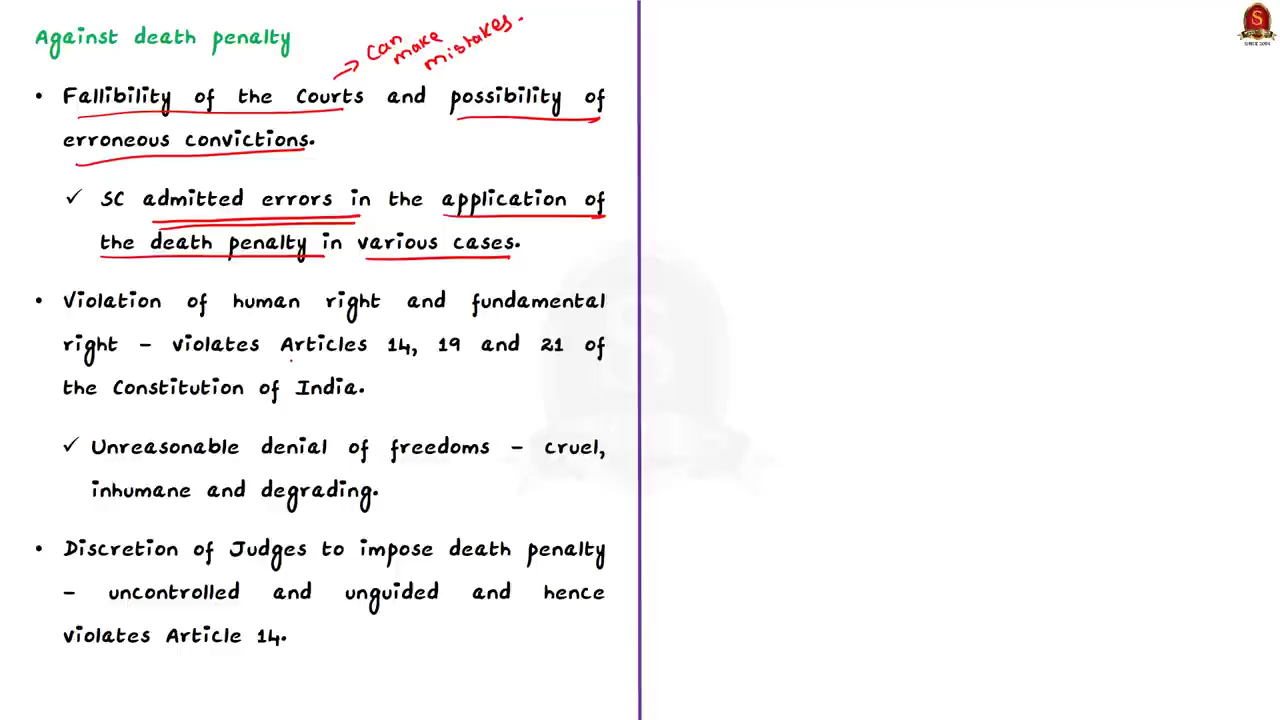 Against death penalty
can
make
mistakes.
• Fallibility of the Courts and possibility of
erroneous convictions.
✓ SC admitted errors in the application of
the death penalty in various cases.
• Violation of human right and fundamental
right – violates Articles 14, 19 and 21 of
the Constitution of India.
✓ Unreasonable denial of freedoms – cruel,
inhumane and degrading.
• Discretion of Judges to impose death penalty
– uncontrolled and unguided and hence
violates Article 14.
S
SINCE 2004